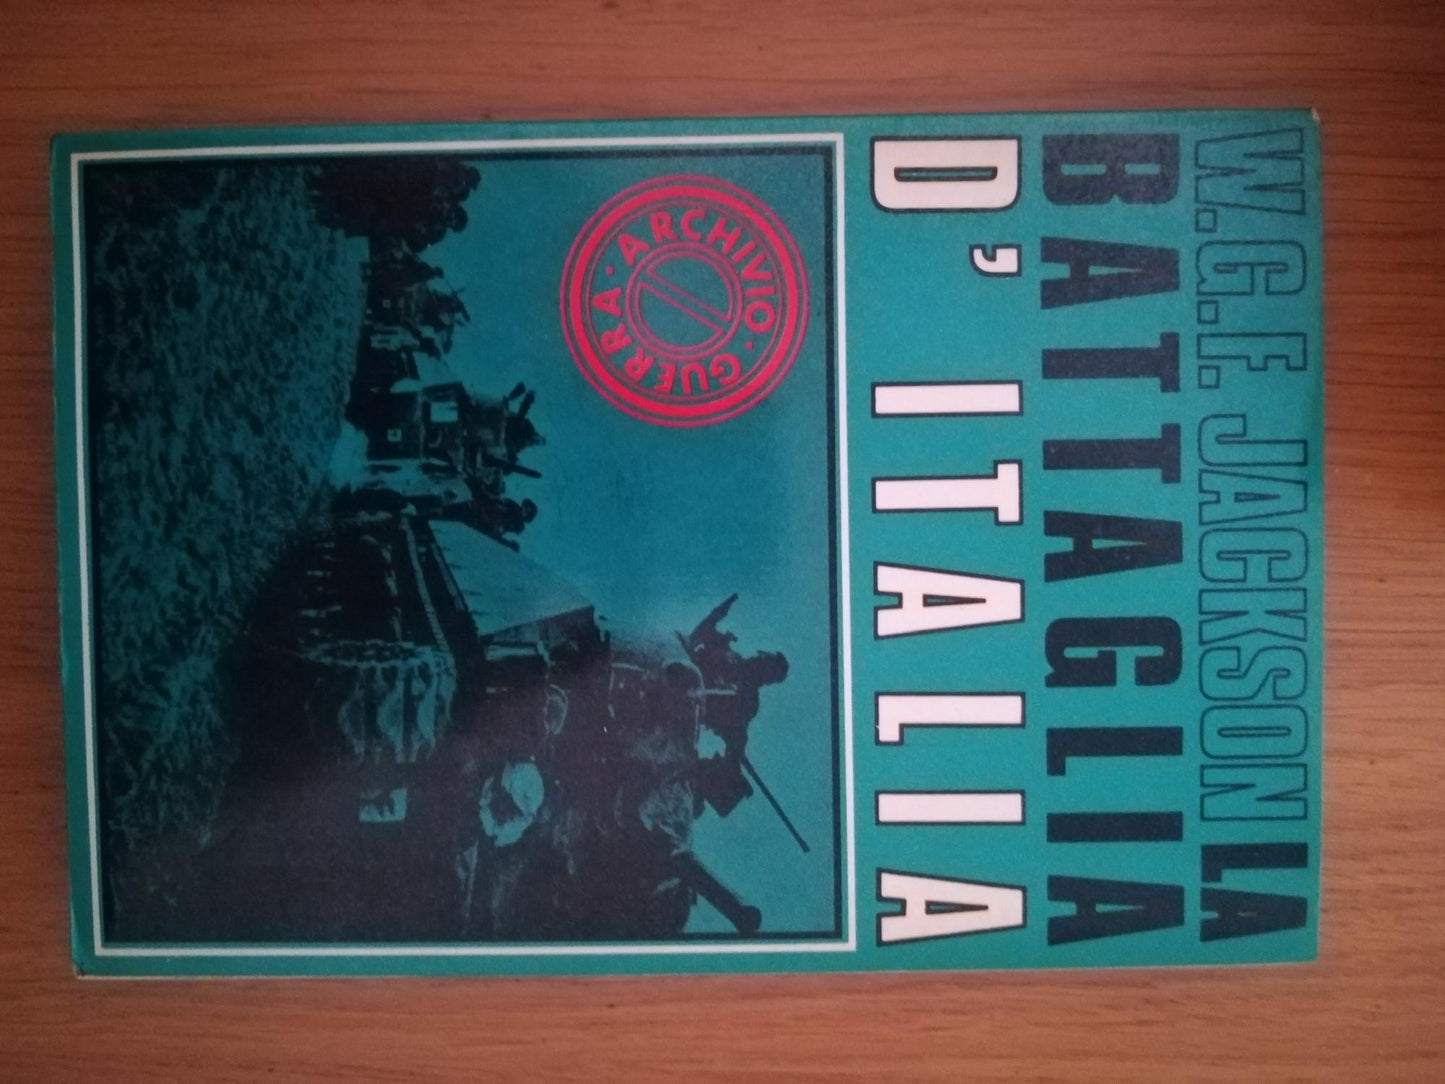 W.G.F. JACKSON LA
BATTAGLIA
D' ITALIA
ARCHIVIO · GUERRA ·